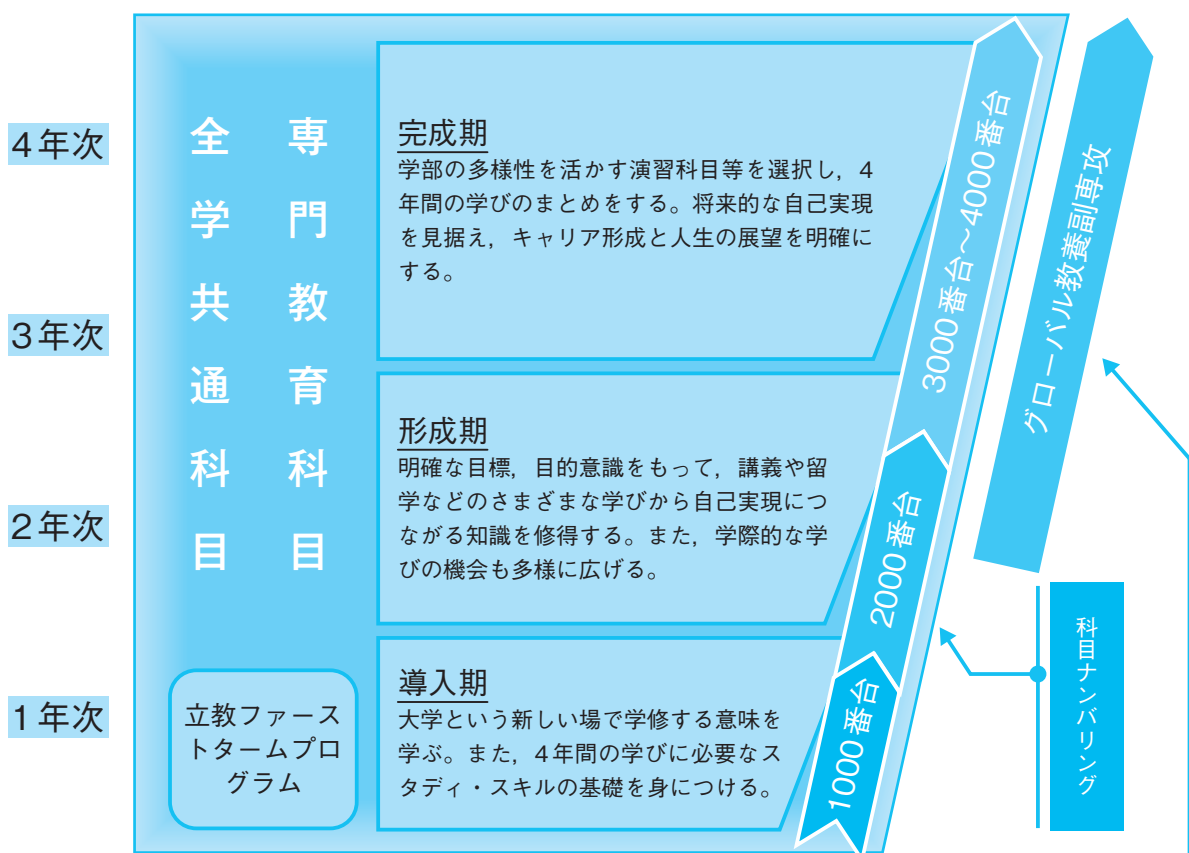 4年次
3年次
2年次
1年次
全学共通科目
専門教育科目
立教ファース
トタームプロ
グラム
完成期
学部の多様性を活かす演習科目等を選択し，4
年間の学びのまとめをする。将来的な自己実現
を見据え，キャリア形成と人生の展望を明確に
する。
形成期
明確な目標，目的意識をもって，講義や留
学などのさまざまな学びから自己実現につ
ながる知識を修得する。また，学際的な学
びの機会も多様に広げる。
導入期
大学という新しい場で学修する意味を
学ぶ。また，4年間の学びに必要なス
タディ・スキルの基礎を身につける。
3000番台～4000番台
2000番台
1000番台
グローバル教養副専攻
科目ナンバリング